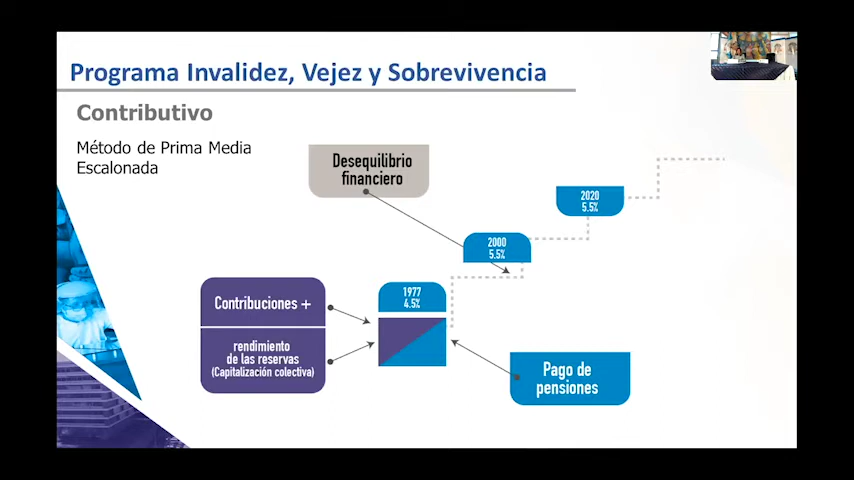 Programa Invalidez, Vejez y Sobrevivencia
Contributivo
Método de Prima Media
Escalonada
Desequilibrio
financiero
2020
5.5%
2000
5.5%
1977
4.5%
Contribuciones +
rendimiento
de las reservas
(Capitalización colectiva)
Pago de
pensiones